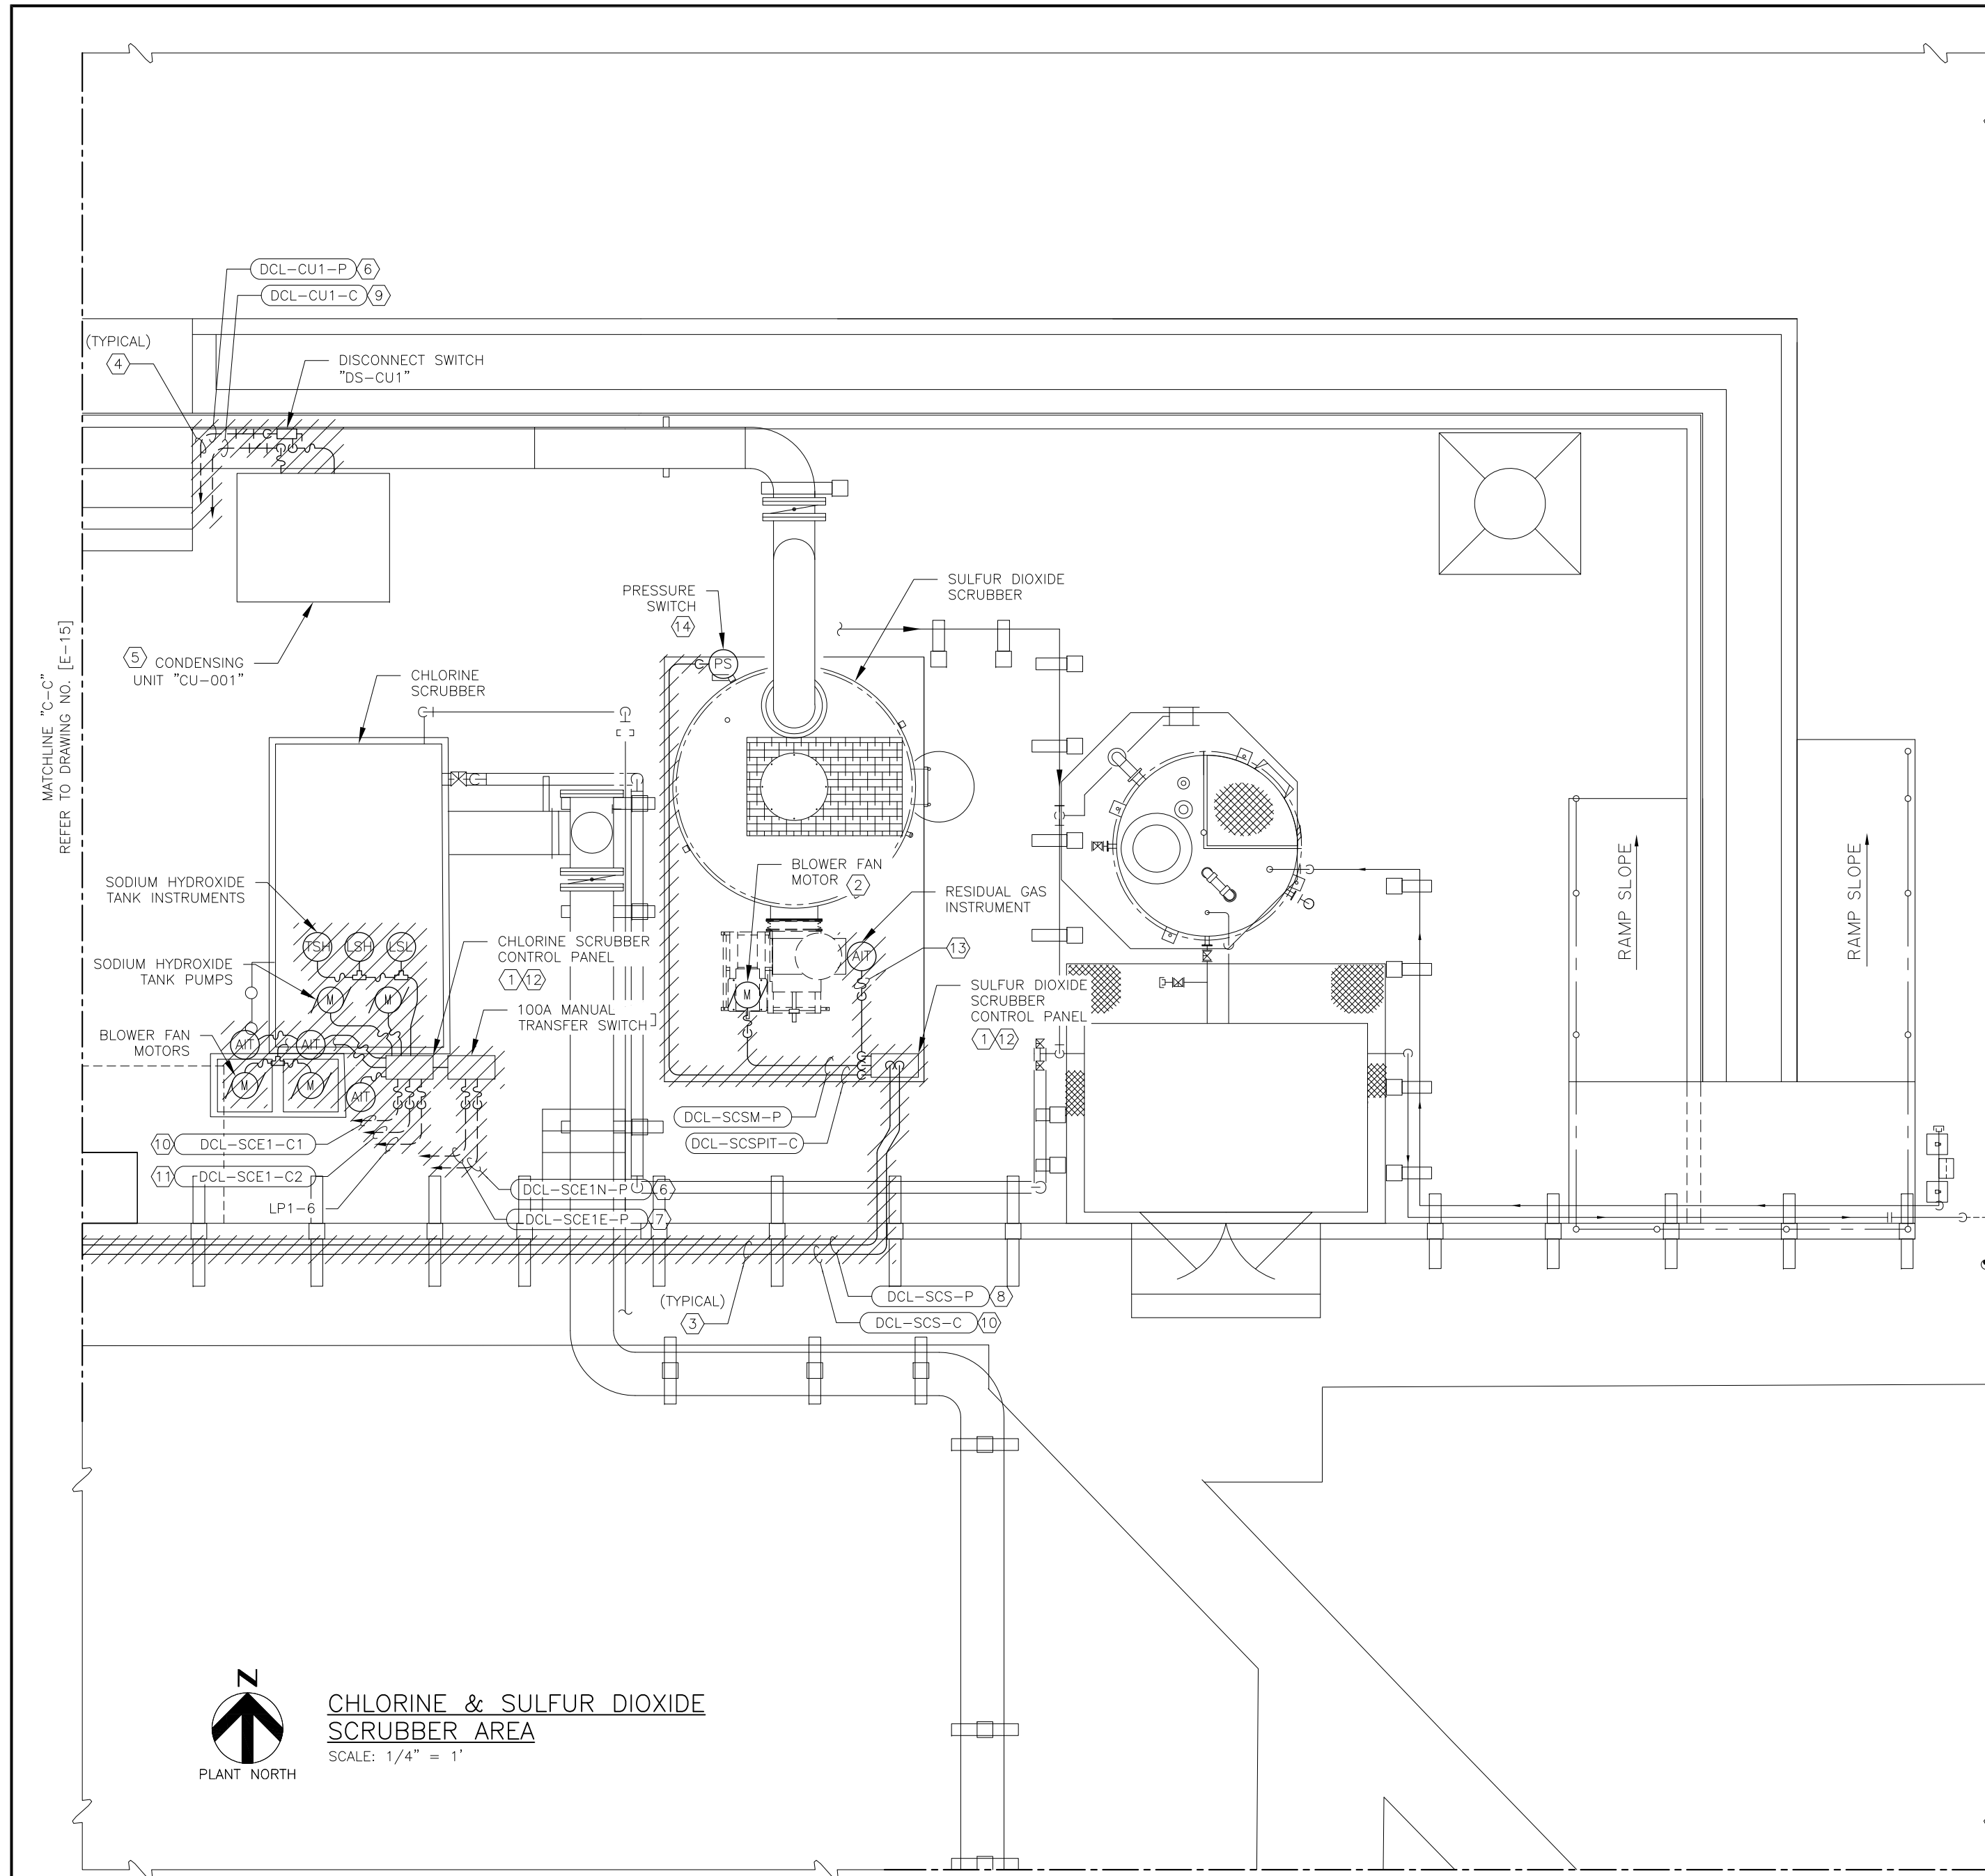 DCL-CU1-P 6
DCL-CU1-C 9
(TYPICAL)
4
DISCONNECT SWITCH
"DS-CU1"
MATCHLINE "C-C"
REFER TO DRAWING NO. [E-15]
5 CONDENSING
UNIT "CU-001"
CHLORINE
SCRUBBER
PRESSURE
SWITCH
14
PS
SULFUR DIOXIDE
SCRUBBER
SODIUM HYDROXIDE
TANK INSTRUMENTS
TSH LSH LSL
SODIUM HYDROXIDE
TANK PUMPS
M M
BLOWER FAN
MOTORS
AIT AIT
M M
AIT
CHLORINE SCRUBBER
CONTROL PANEL
1 12
100A MANUAL
TRANSFER SWITCH
BLOWER FAN
MOTOR 2
M
RESIDUAL GAS
INSTRUMENT
AIT
13
SULFUR DIOXIDE
SCRUBBER
CONTROL PANEL
1 12
RAMP SLOPE
RAMP SLOPE
DCL-SCSM-P
DCL-SCSPIT-C
10 DCL-SCE1-C1
11 DCL-SCE1-C2
LP1-6
DCL-SCE1N-P 6
DCL-SCE1E-P 7
(TYPICAL)
3
DCL-SCS-P 8
DCL-SCS-C 10
N
PLANT NORTH
CHLORINE & SULFUR DIOXIDE
SCRUBBER AREA
SCALE: 1/4" = 1'